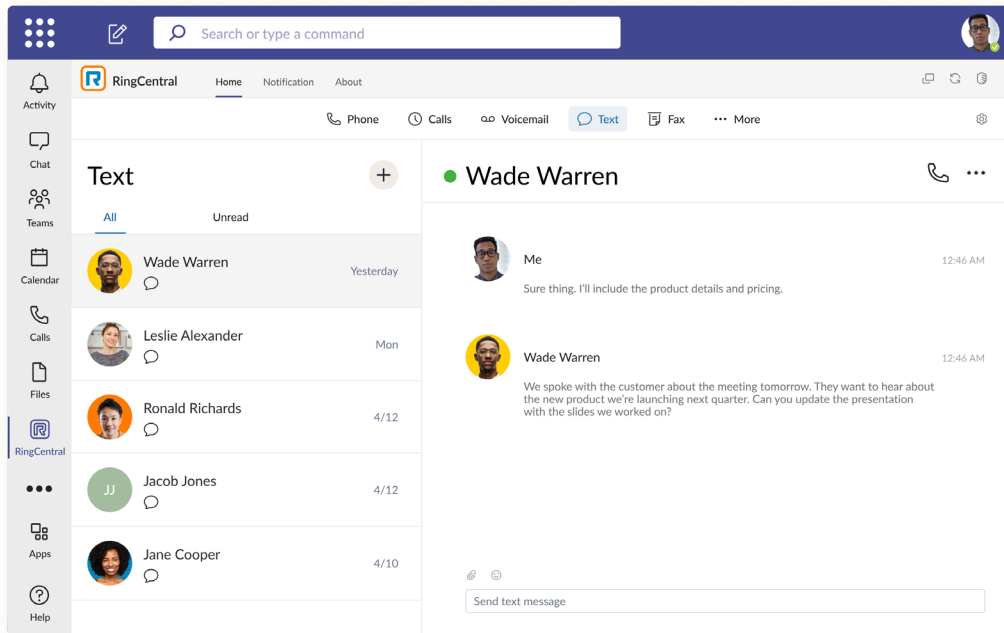 Search or type a command
RingCentral
Home
Notification
About
Activity
Chat
Teams
Calendar
Calls
Files
RingCentral
Apps
Help
Phone
Calls
Voicemail
Text
Fax
More
Text
All
Unread
Wade Warren
Yesterday
Leslie Alexander
Mon
Ronald Richards
4/12
JJ
Jacob Jones
4/12
Jane Cooper
4/10
Wade Warren
Me
12:46 AM
Sure thing. I'll include the product details and pricing.
Wade Warren
12:46 AM
We spoke with the customer about the meeting tomorrow. They want to hear about
the new product we're launching next quarter. Can you update the presentation
with the slides we worked on?
Send text message